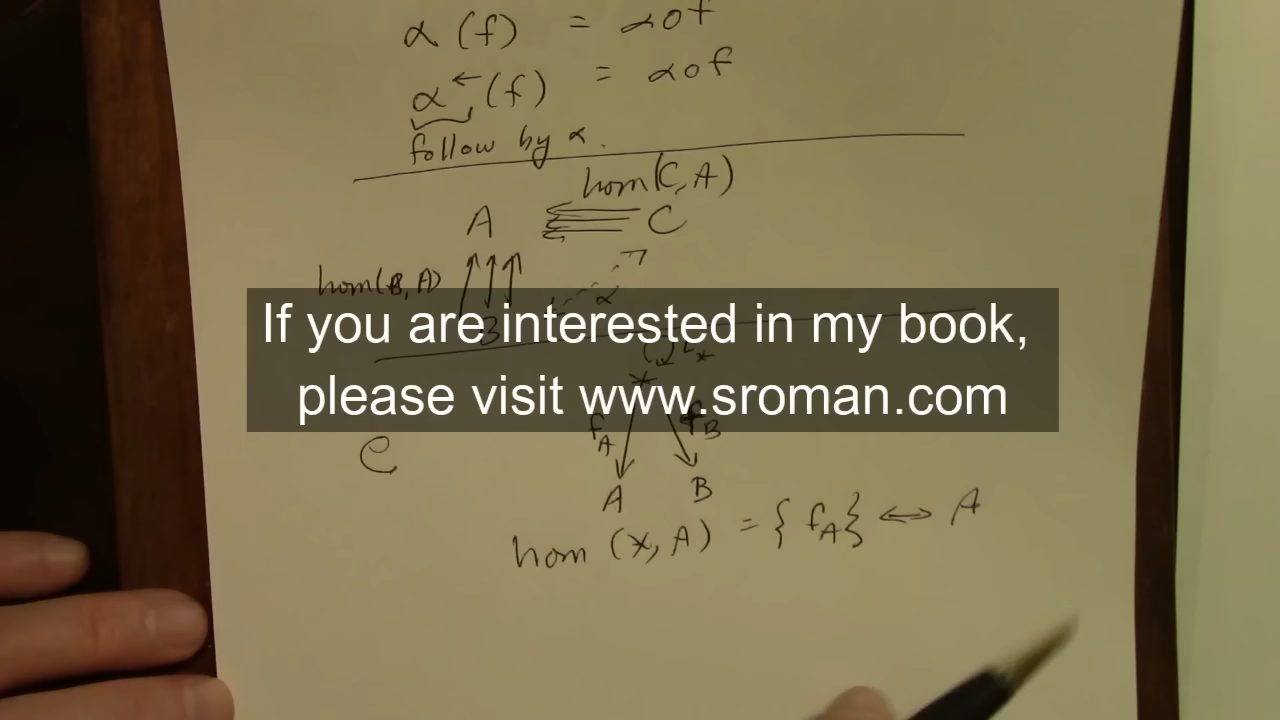 α (f) = α∘f
α← (f) = α∘f
follow by α.
hom(C, A)
A C
hom(B, A)
α
B
If you are interested in my book,
please visit www.sroman.com
*
f_A f_B
𝒞
A B
hom (*, A) = { f_A } ↔ A